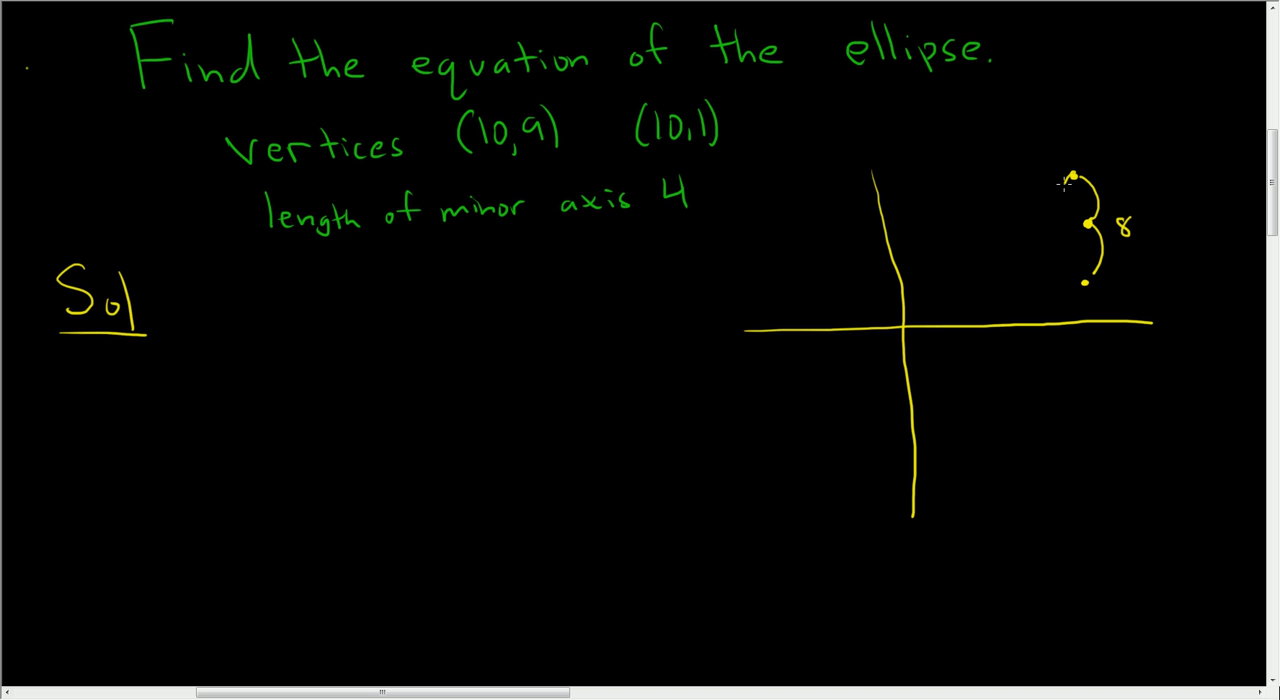 Find the equation of the ellipse.
vertices (10,9) (10,1)
length of minor axis 4
8
Sol